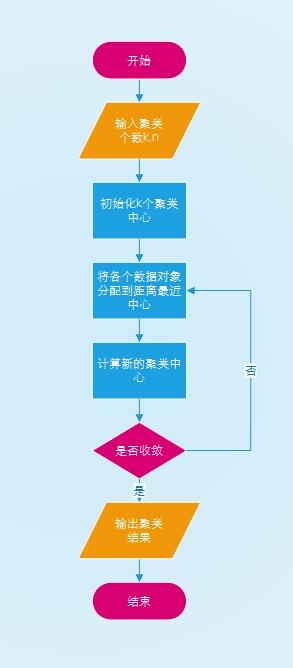 开始
输入聚类
个数k,n
初始化k个聚类
中心
将各个数据对象
分配到距离最近
中心
计算新的聚类中
心
否
是否收敛
是
输出聚类
结果
结束